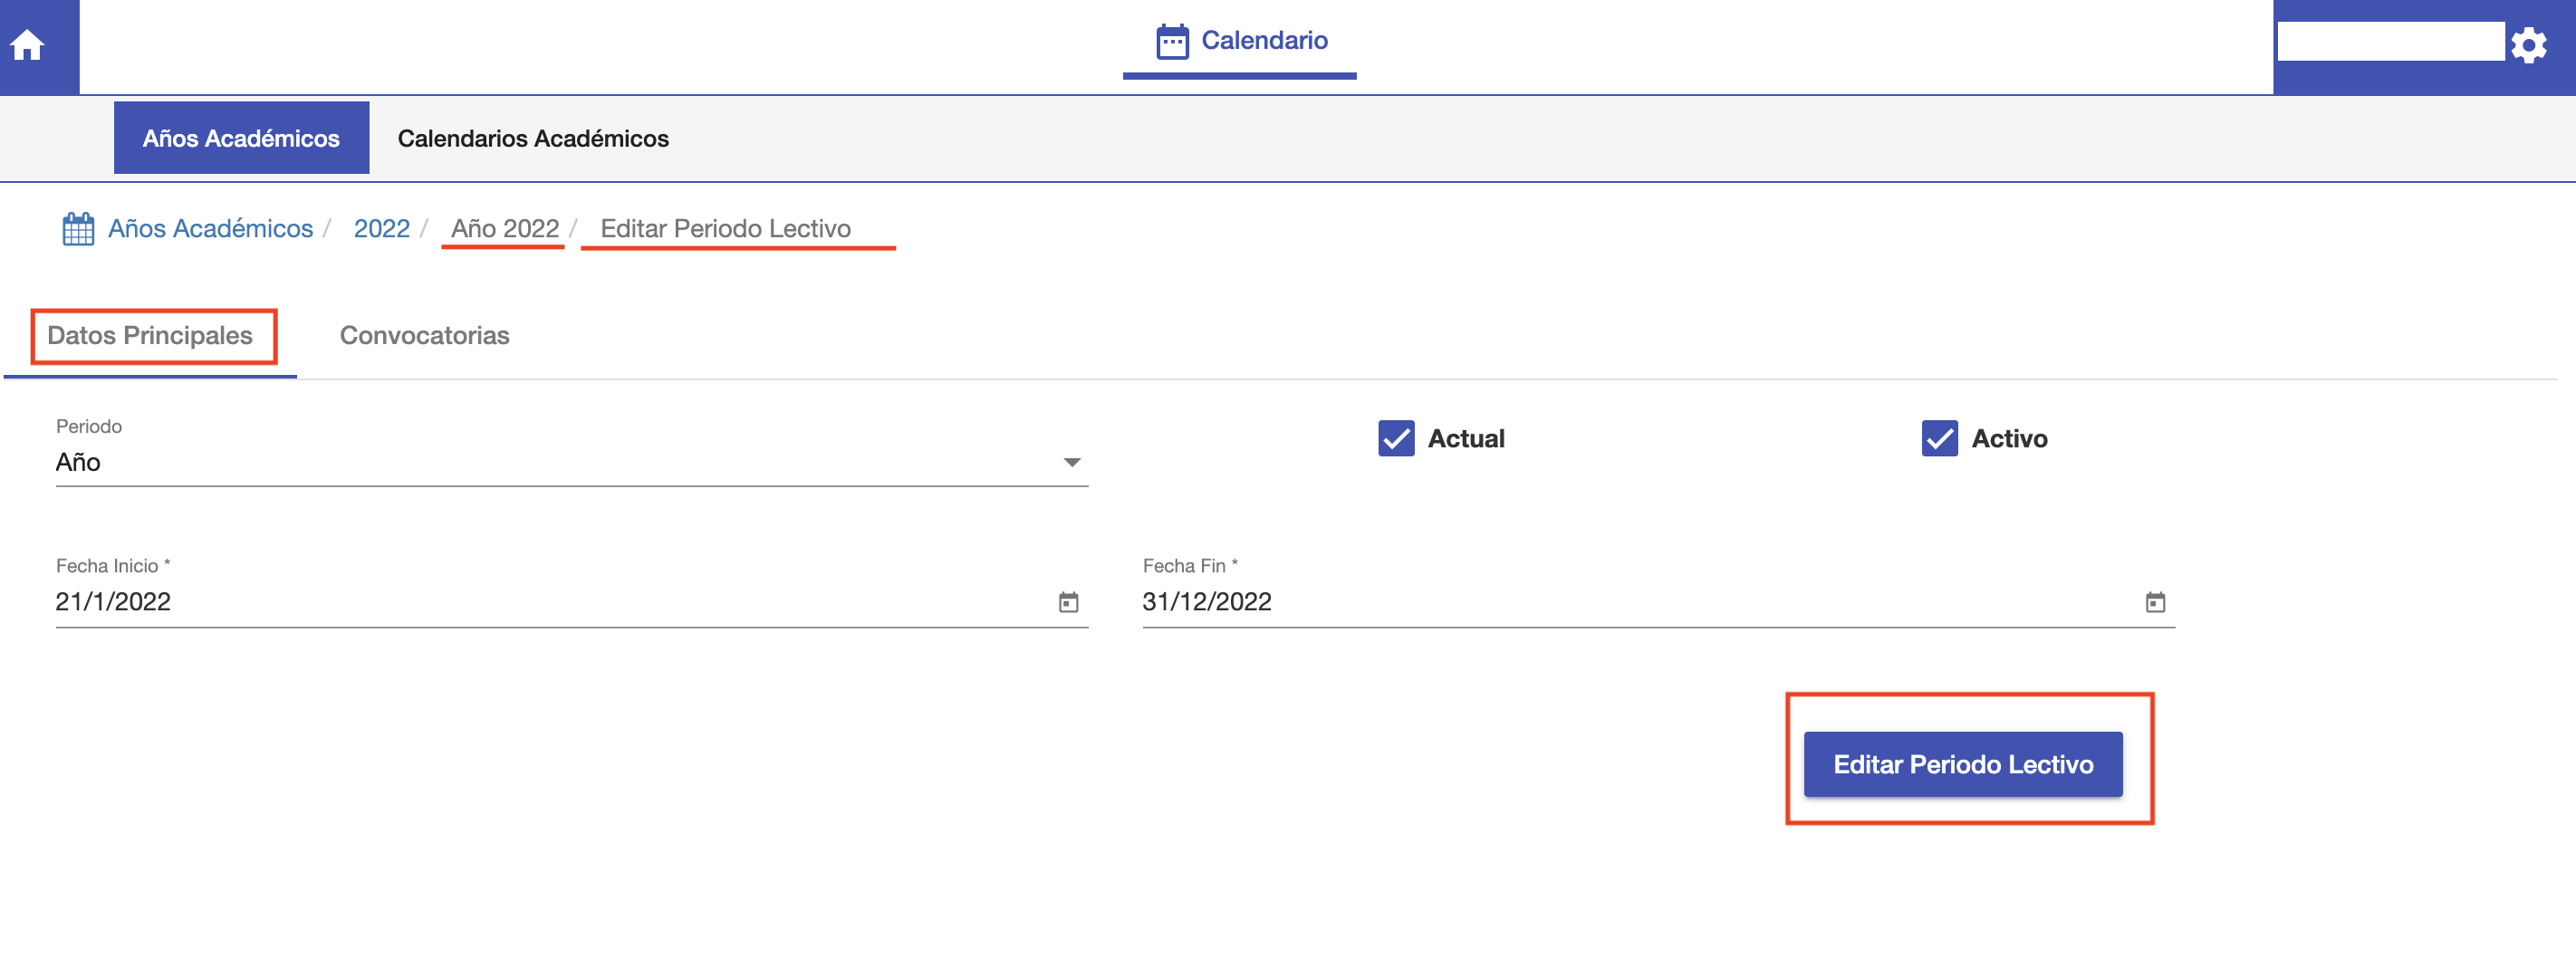 Calendario
Años Académicos Calendarios Académicos
Años Académicos / 2022 / Año 2022 / Editar Periodo Lectivo
Datos Principales Convocatorias
Periodo
Año
Actual
Activo
Fecha Inicio *
21/1/2022
Fecha Fin *
31/12/2022
Editar Periodo Lectivo